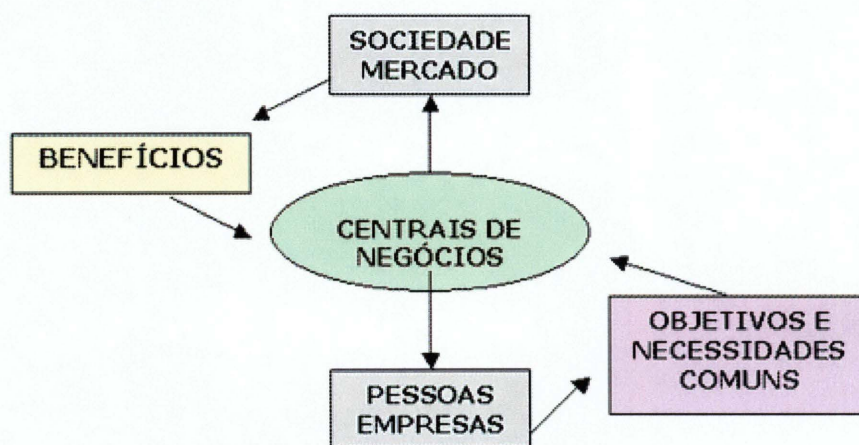 SOCIEDADE
MERCADO
BENEFÍCIOS
CENTRAIS DE
NEGÓCIOS
OBJETIVOS E
NECESSIDADES
COMUNS
PESSOAS
EMPRESAS